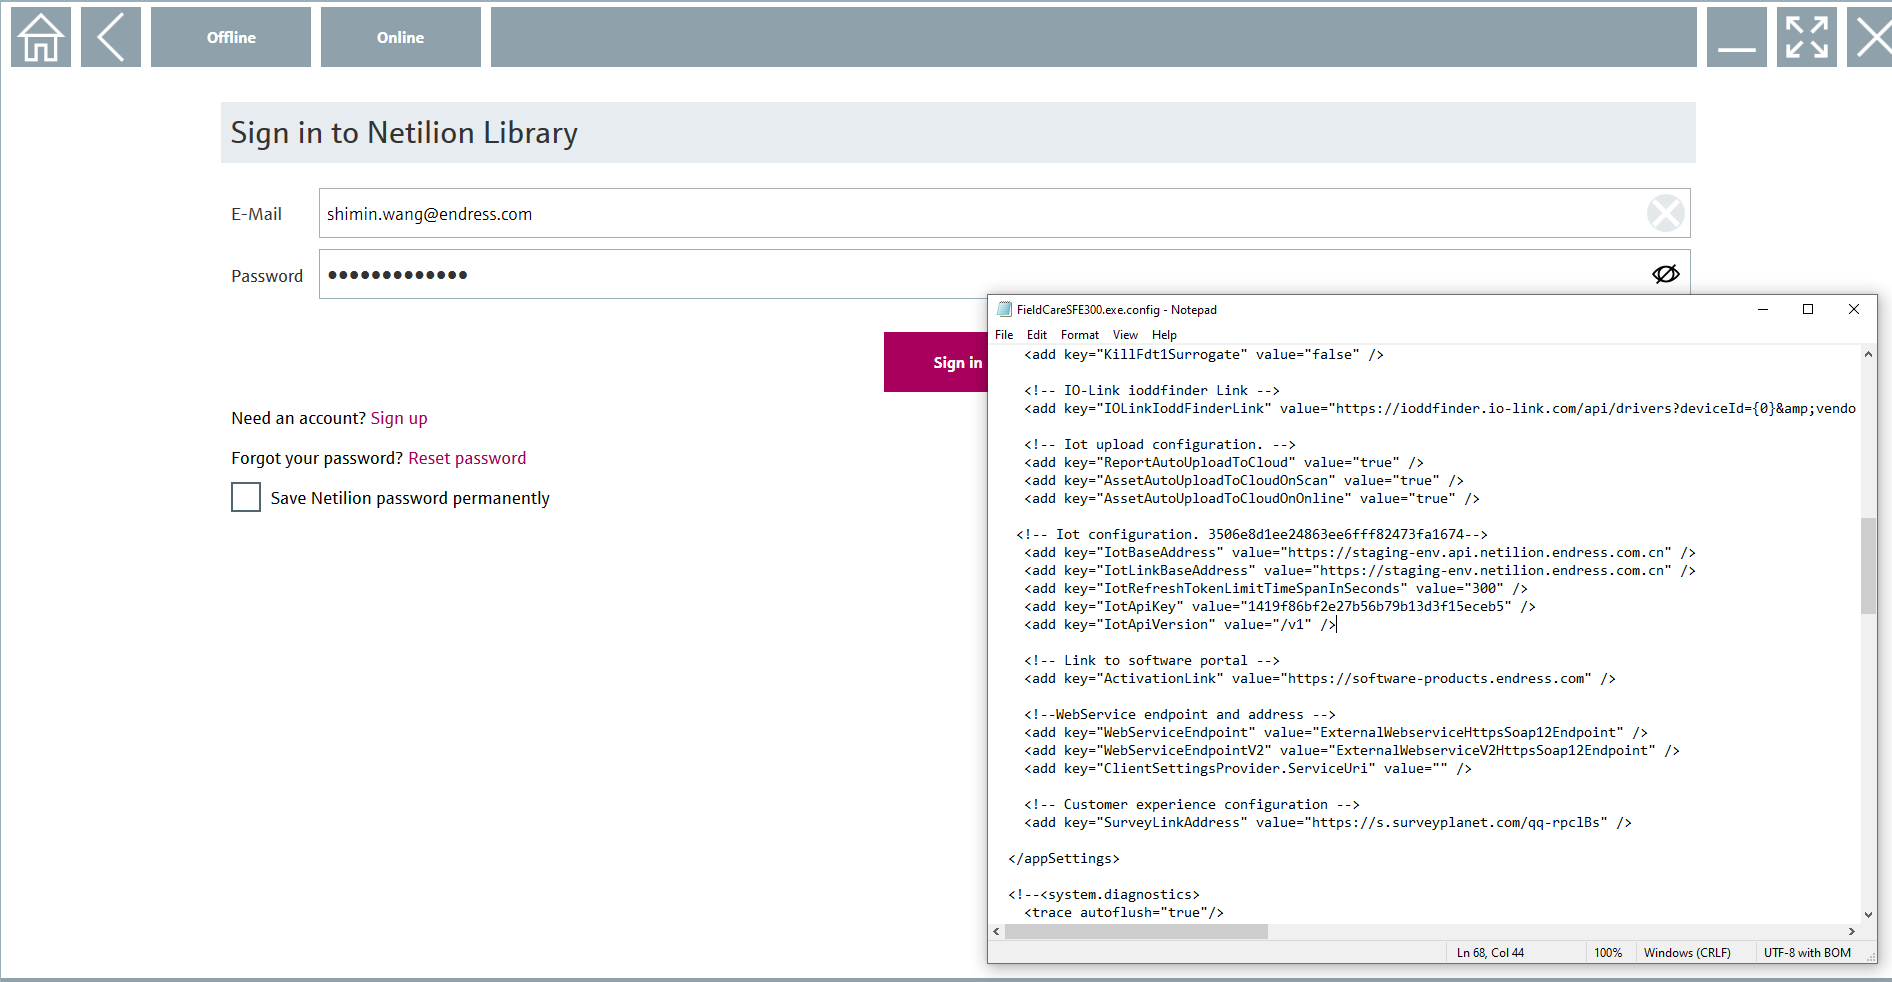 Offline
Online
Sign in to Netilion Library
E-Mail
shimin.wang@endress.com
Password
●●●●●●●●●●●●●
Sign in
Need an account? Sign up
Forgot your password? Reset password
Save Netilion password permanently
FieldCareSFE300.exe.config - Notepad
File Edit Format View Help
<add key="KillFdt1Surrogate" value="false" />
<!-- IO-Link ioddfinder Link -->
<add key="IOLinkIoddFinderLink" value="https://ioddfinder.io-link.com/api/drivers?deviceId={0}&amp;vendo
<!-- Iot upload configuration. -->
<add key="ReportAutoUploadToCloud" value="true" />
<add key="AssetAutoUploadToCloudOnScan" value="true" />
<add key="AssetAutoUploadToCloudOnOnline" value="true" />
<!-- Iot configuration. 3506e8d1ee24863ee6fff82473fa1674-->
<add key="IotBaseAddress" value="https://staging-env.api.netilion.endress.com.cn" />
<add key="IotLinkBaseAddress" value="https://staging-env.netilion.endress.com.cn" />
<add key="IotRefreshTokenLimitTimeSpanInSeconds" value="300" />
<add key="IotApiKey" value="1419f86bf2e27b56b79b13d3f15eceb5" />
<add key="IotApiVersion" value="/v1" />
<!-- Link to software portal -->
<add key="ActivationLink" value="https://software-products.endress.com" />
<!--WebService endpoint and address -->
<add key="WebServiceEndpoint" value="ExternalWebserviceHttpsSoap12Endpoint" />
<add key="WebServiceEndpointV2" value="ExternalWebserviceV2HttpsSoap12Endpoint" />
<add key="ClientSettingsProvider.ServiceUri" value="" />
<!-- Customer experience configuration -->
<add key="SurveyLinkAddress" value="https://s.surveyplanet.com/qq-rpclBs" />
</appSettings>
<!--<system.diagnostics>
<trace autoflush="true"/>
Ln 68, Col 44
100%
Windows (CRLF)
UTF-8 with BOM